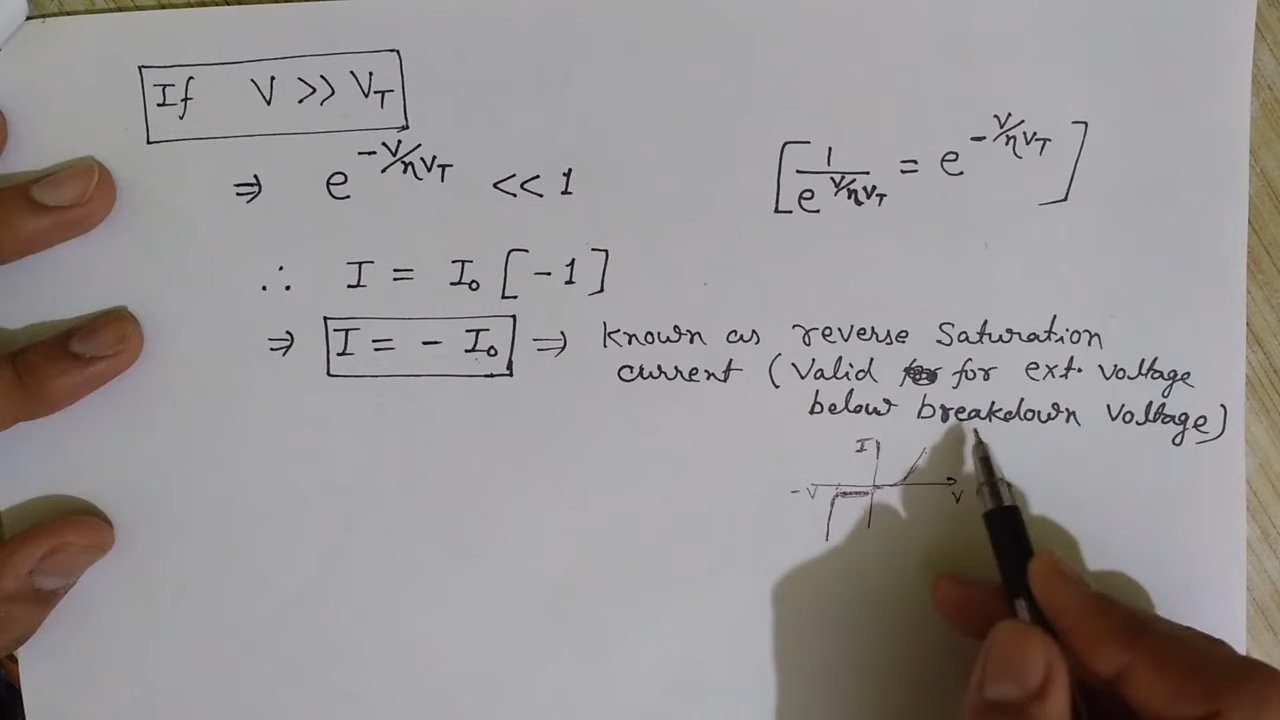 If V >> V_T
⇒ e^(-V/ηV_T) << 1
[1/e^(V/ηV_T) = e^(-V/ηV_T)]
∴ I = I₀ [-1]
⇒ I = - I₀ ⇒ Known as reverse Saturation
current (Valid for ext. voltage
below breakdown voltage)
I
-V V